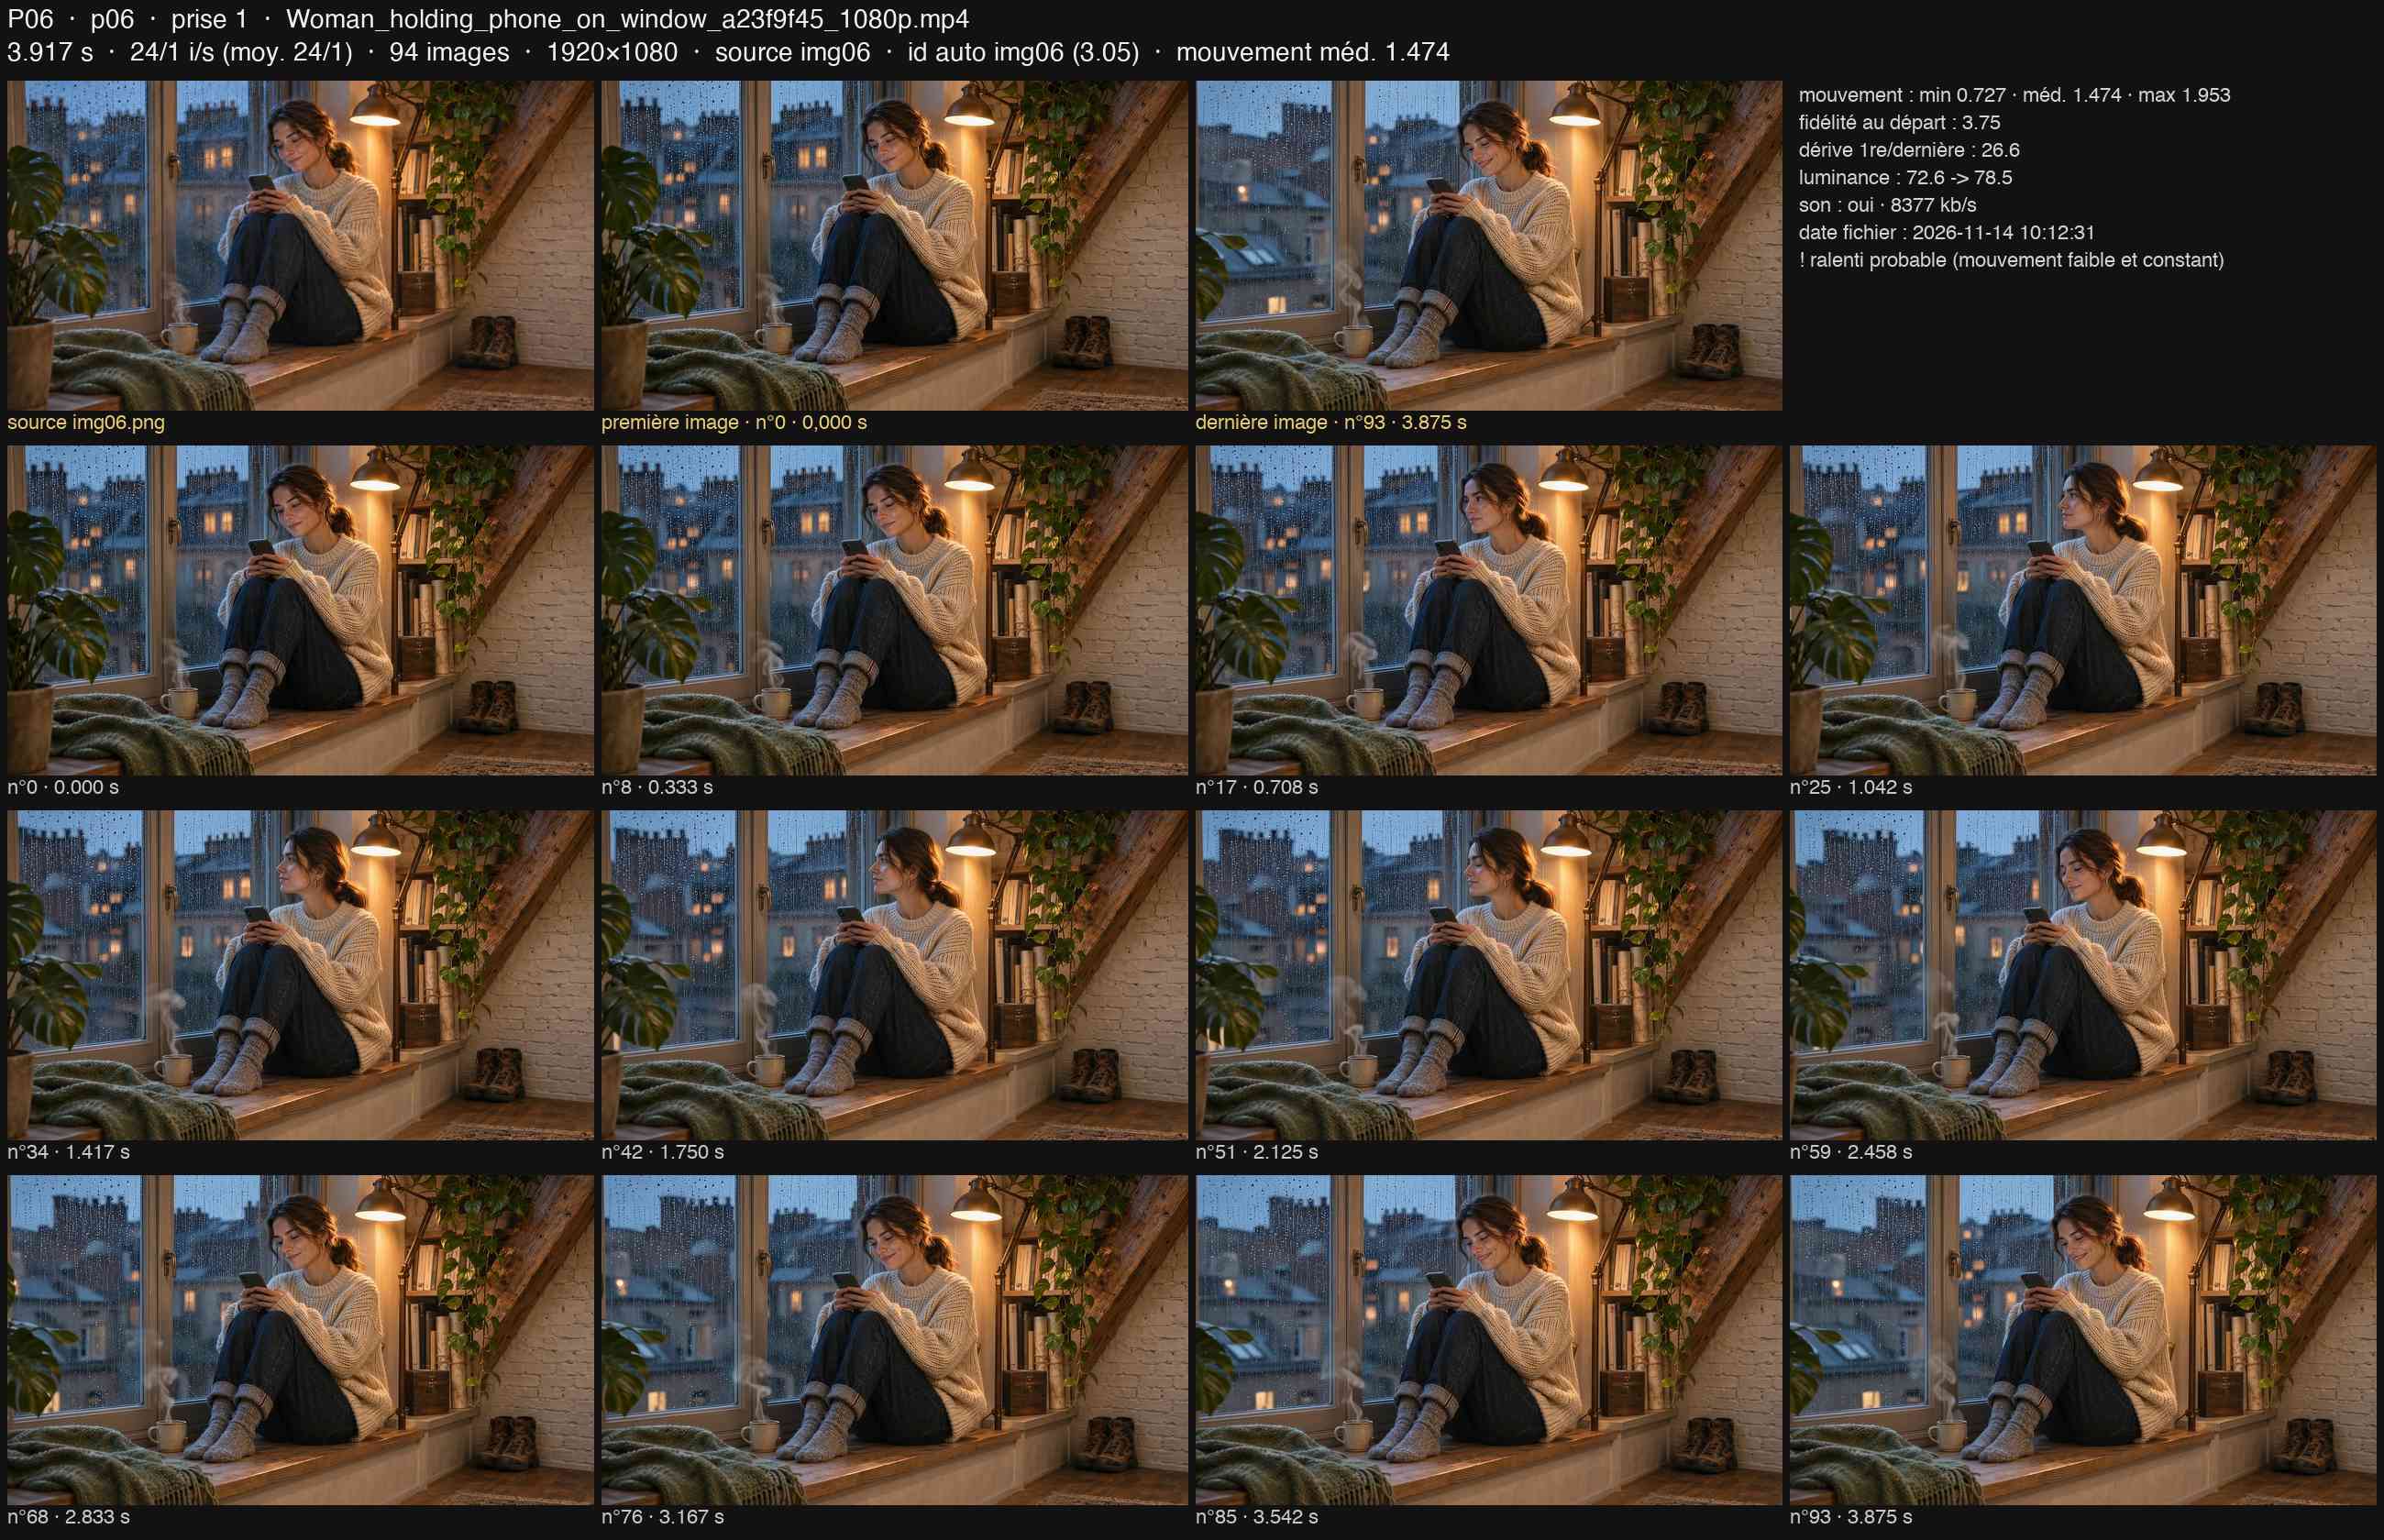 P06 · p06 · prise 1 · Woman_holding_phone_on_window_a23f9f45_1080p.mp4
3.917 s · 24/1 i/s (moy. 24/1) · 94 images · 1920×1080 · source img06 · id auto img06 (3.05) · mouvement méd. 1.474
mouvement : min 0.727 · méd. 1.474 · max 1.953
fidélité au départ : 3.75
dérive 1re/dernière : 26.6
luminance : 72.6 -> 78.5
son : oui · 8377 kb/s
date fichier : 2026-11-14 10:12:31
! ralenti probable (mouvement faible et constant)
source img06.png
première image · n°0 · 0,000 s
dernière image · n°93 · 3.875 s
n°0 · 0.000 s
n°8 · 0.333 s
n°17 · 0.708 s
n°25 · 1.042 s
n°34 · 1.417 s
n°42 · 1.750 s
n°51 · 2.125 s
n°59 · 2.458 s
n°68 · 2.833 s
n°76 · 3.167 s
n°85 · 3.542 s
n°93 · 3.875 s